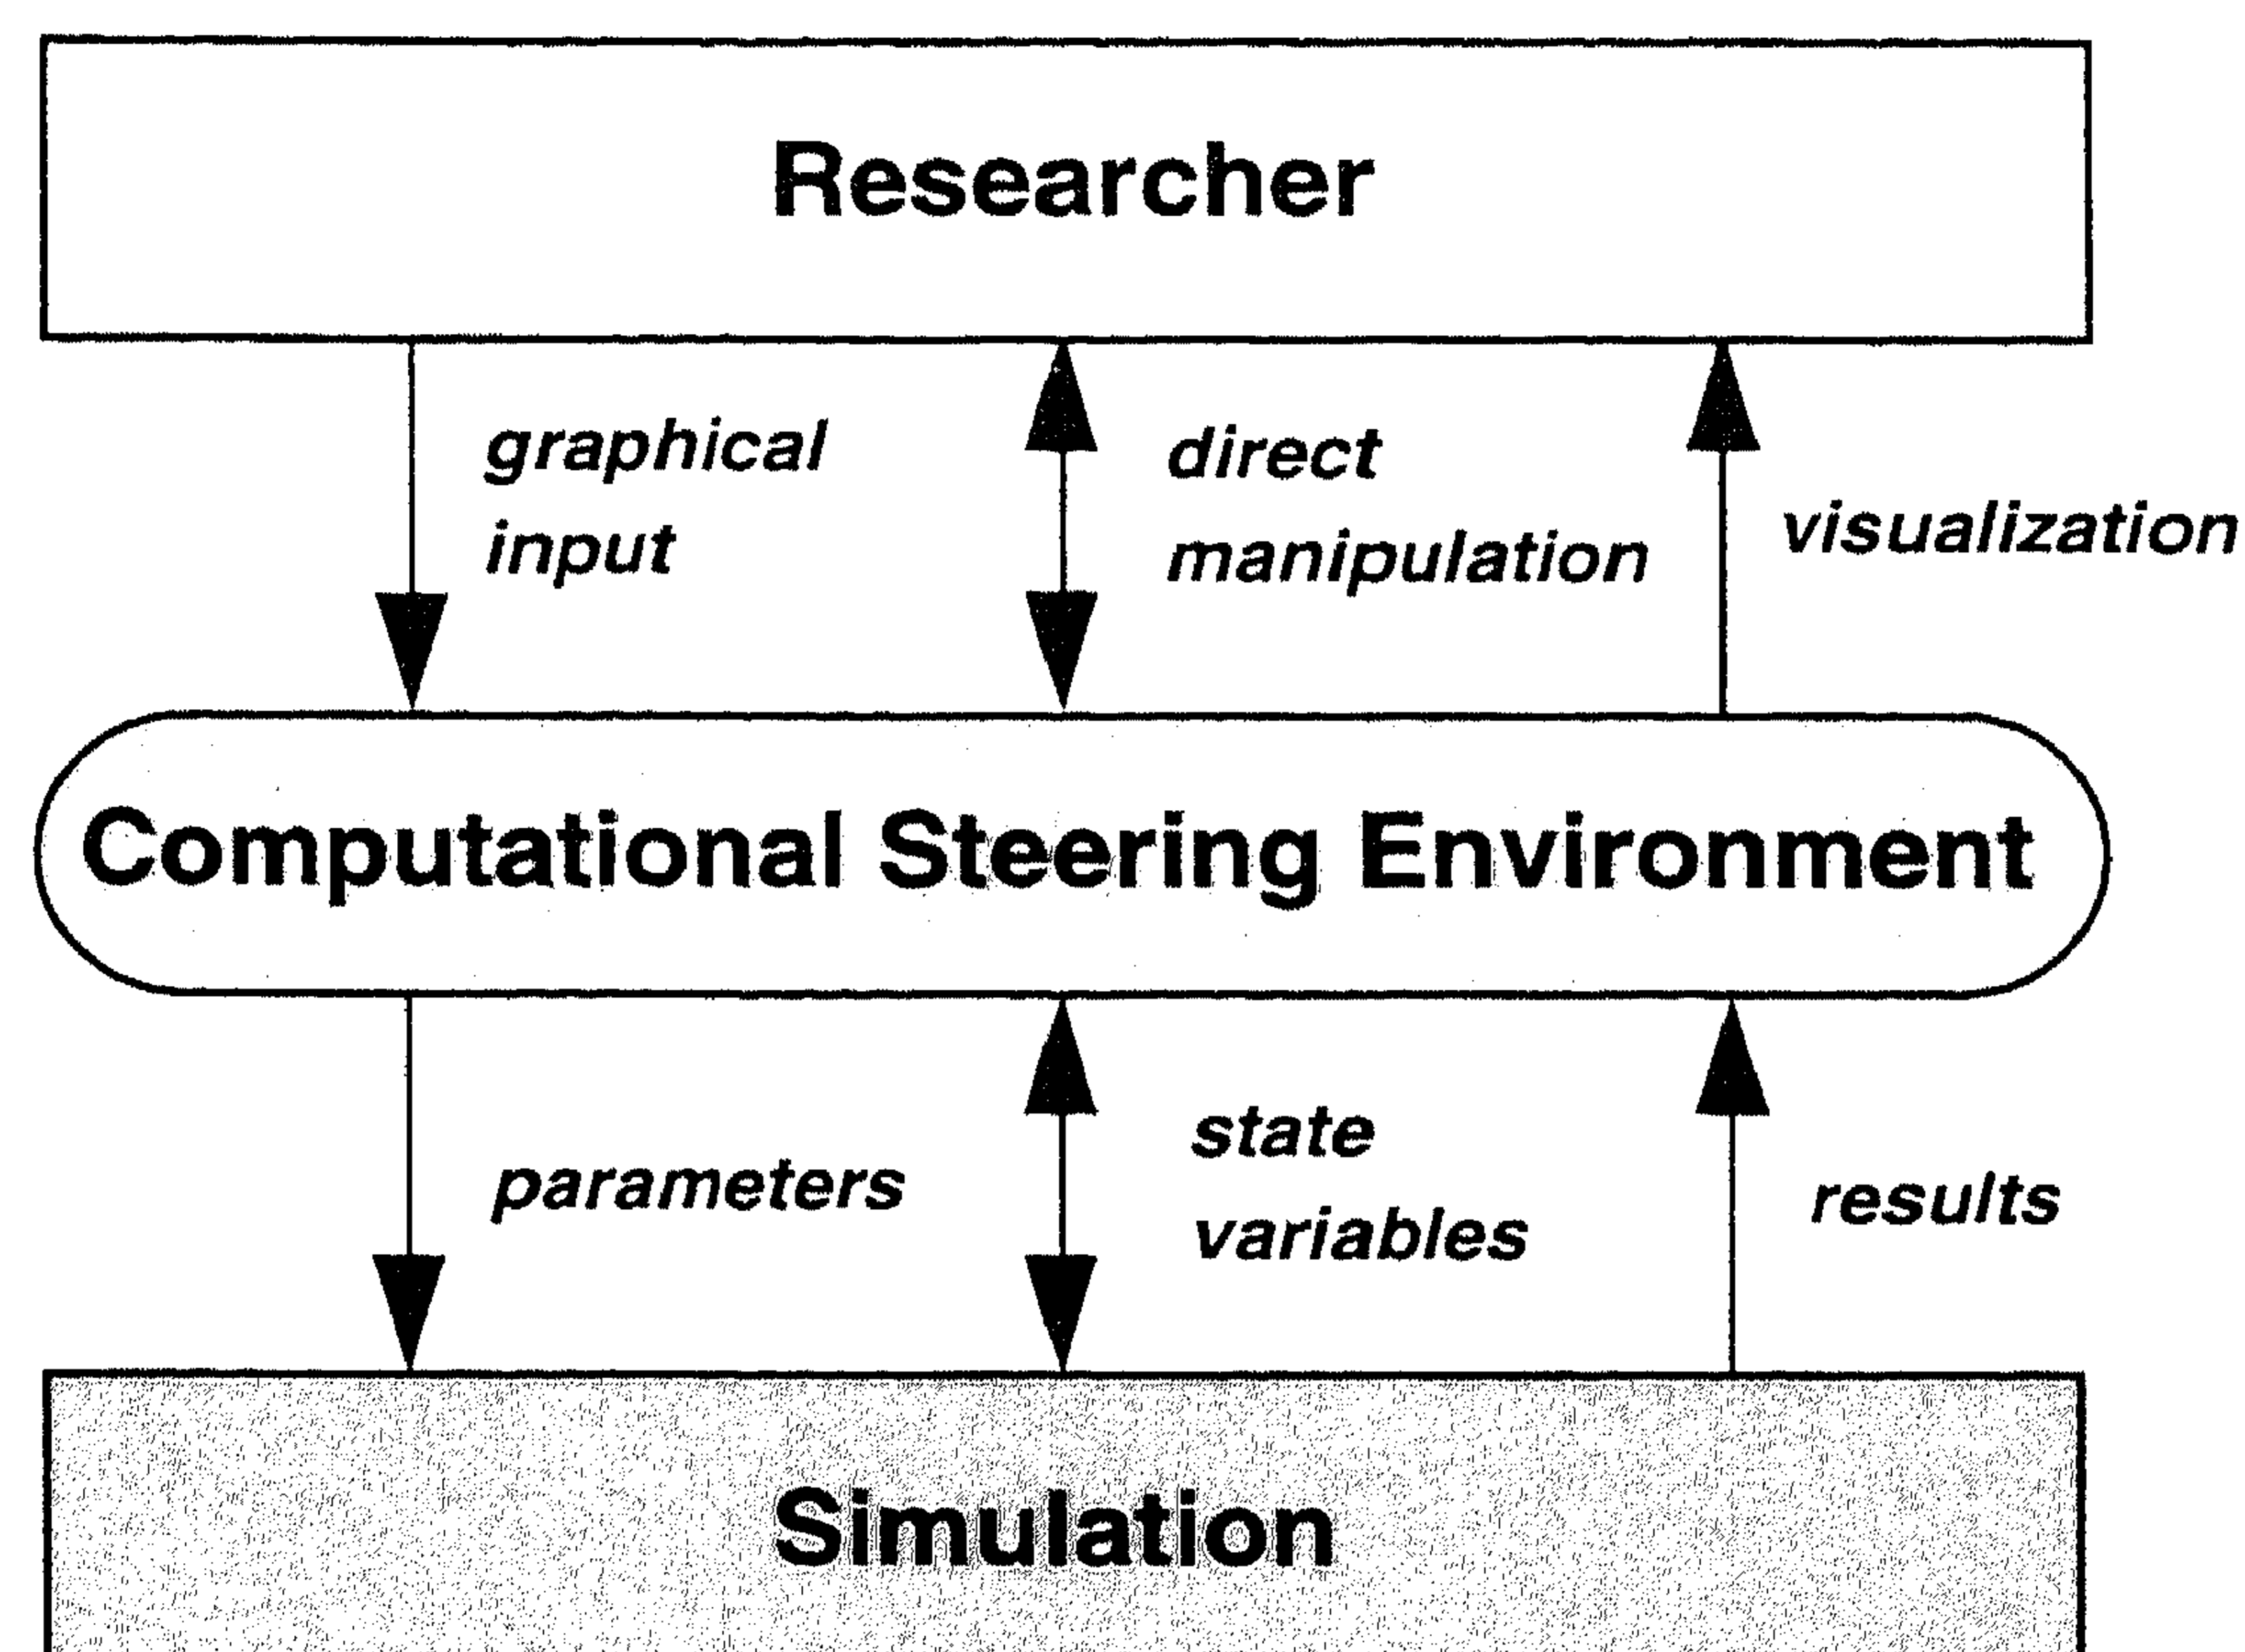 Researcher
graphical
input
direct
manipulation
visualization
Computational Steering Environment
parameters
state
variables
results
Simulation